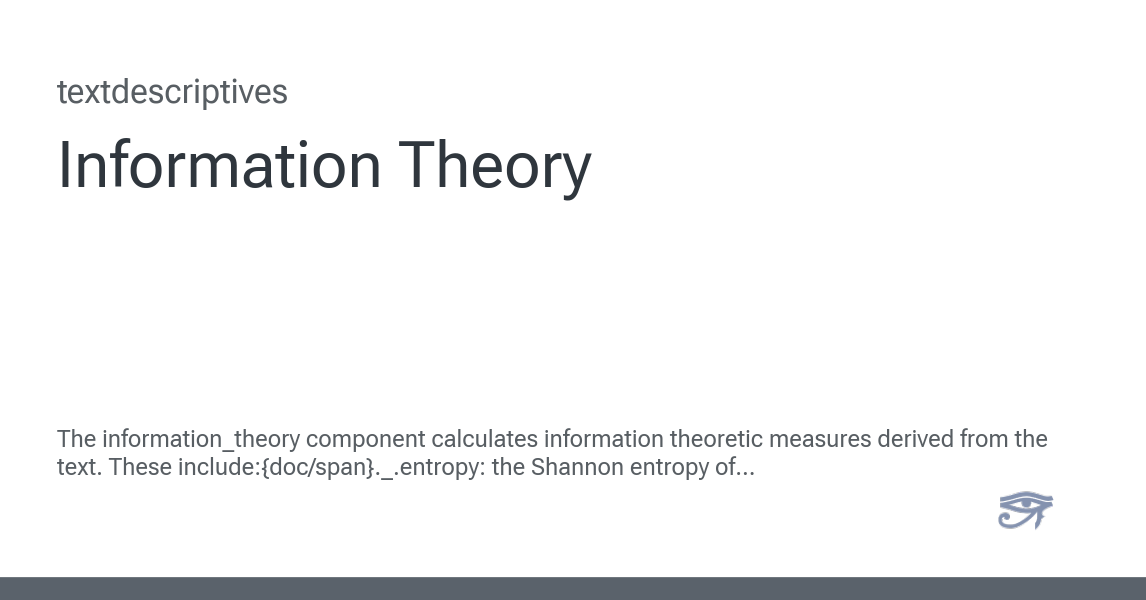 textdescriptives
Information Theory
The information_theory component calculates information theoretic measures derived from the
text. These include:{doc/span}._.entropy: the Shannon entropy of...